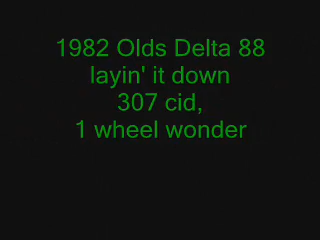 1982 Olds Delta 88
layin' it down
307 cid,
1 wheel wonder